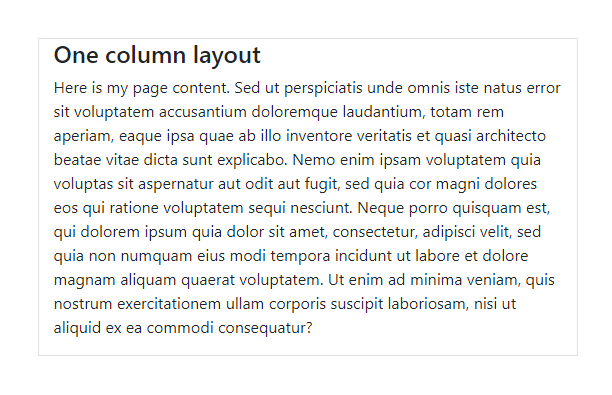 One column layout
Here is my page content. Sed ut perspiciatis unde omnis iste natus error
sit voluptatem accusantium doloremque laudantium, totam rem
aperiam, eaque ipsa quae ab illo inventore veritatis et quasi architecto
beatae vitae dicta sunt explicabo. Nemo enim ipsam voluptatem quia
voluptas sit aspernatur aut odit aut fugit, sed quia cor magni dolores
eos qui ratione voluptatem sequi nesciunt. Neque porro quisquam est,
qui dolorem ipsum quia dolor sit amet, consectetur, adipisci velit, sed
quia non numquam eius modi tempora incidunt ut labore et dolore
magnam aliquam quaerat voluptatem. Ut enim ad minima veniam, quis
nostrum exercitationem ullam corporis suscipit laboriosam, nisi ut
aliquid ex ea commodi consequatur?